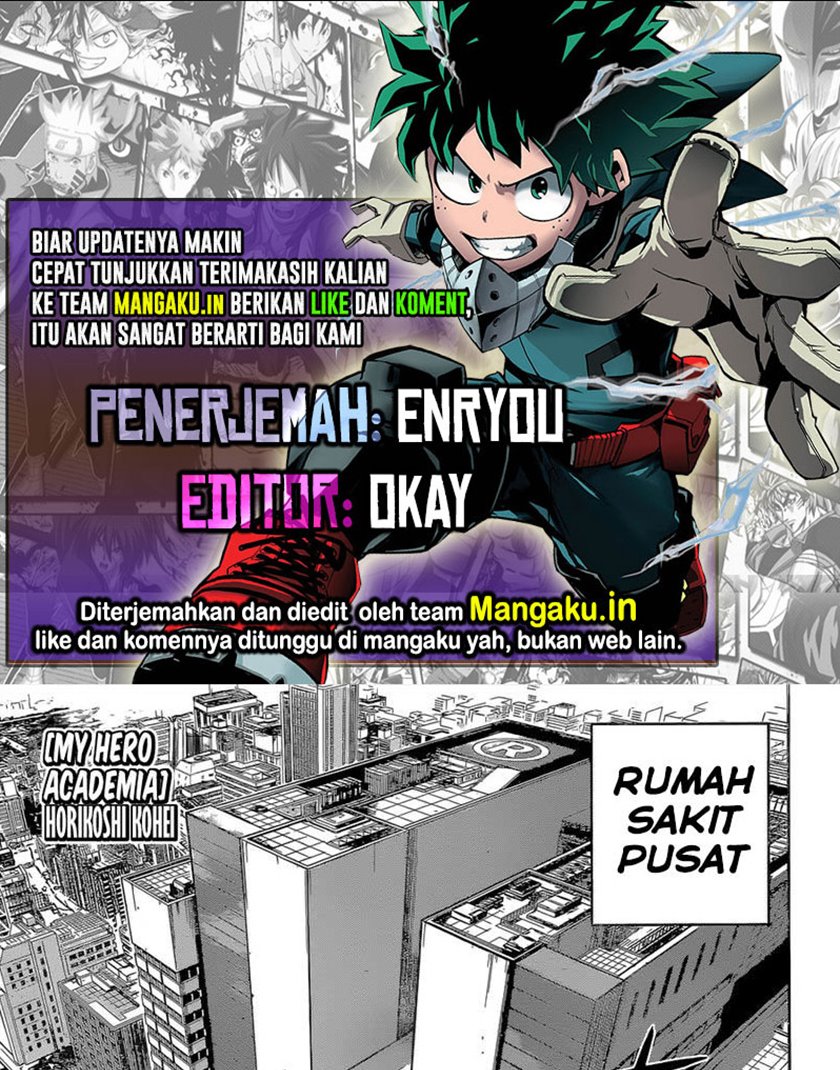 BIAR UPDATENYA MAKIN
CEPAT TUNJUKKAN TERIMAKASIH KALIAN
KE TEAM MANGAKU.IN BERIKAN LIKE DAN KOMENT,
ITU AKAN SANGAT BERARTI BAGI KAMI
PENERJEMAH: ENRYOU
EDITOR: OKAY
Diterjemahkan dan diedit oleh team Mangaku.in
like dan komennya ditunggu di mangaku yah, bukan web lain.
[MY HERO
ACADEMIA]
HORIKOSHI KOHEI
R
RUMAH
SAKIT
PUSAT